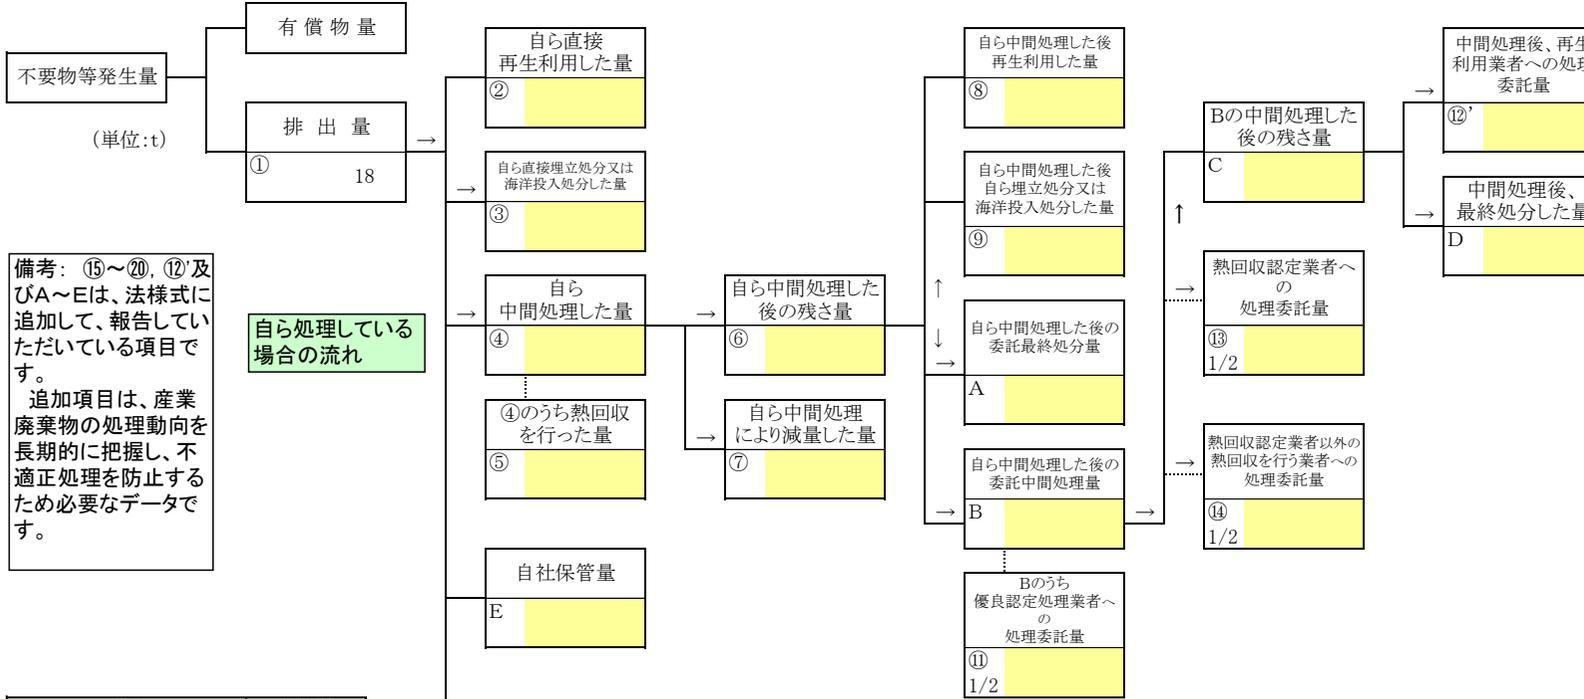 有 償 物 量
不要物等発生量
(単位:t)
排 出 量
①
18
→
備考: ⑮～⑳, ⑫'及
びA～Eは、法様式に
追加して、報告してい
ただいている項目で
す。
追加項目は、産業
廃棄物の処理動向を
長期的に把握し、不
適正処理を防止する
ため必要なデータで
す。
自ら処理している
場合の流れ
自ら直接
再生利用した量
②
→
自ら直接埋立処分又は
海洋投入処分した量
③
→
自ら
中間処理した量
④
④のうち熱回収
を行った量
⑤
自社保管量
E
→
自ら中間処理した
後の残さ量
⑥
→
自ら中間処理
により減量した量
⑦
自ら中間処理した後
再生利用した量
⑧
自ら中間処理した後
自ら埋立処分又は
海洋投入処分した量
⑨
↑
↓
→
自ら中間処理した後の
委託最終処分量
A
自ら中間処理した後の
委託中間処理量
→
B
→
Bのうち
優良認定処理業者へ
の
処理委託量
⑪
1/2
Bの中間処理した
後の残さ量
C
↑
→
熱回収認定業者へ
の
処理委託量
⑬
1/2
→
熱回収認定業者以外の
熱回収を行う業者への
処理委託量
⑭
1/2
中間処理後、再生
利用業者への処理
委託量
→
⑫'
中間処理後、
最終処分した量
→
D